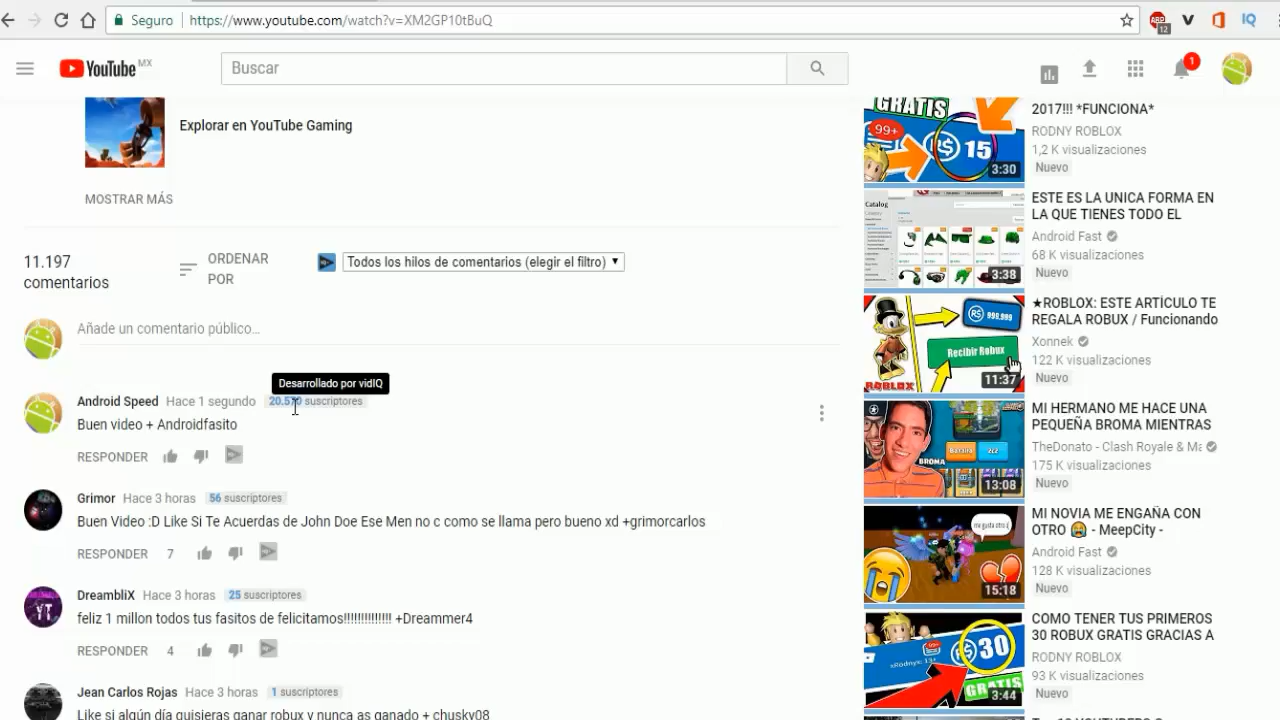 Seguro
https://www.youtube.com/watch?v=XM2GP10tBuQ
ABP
12
IQ
YouTube MX
Buscar
1
Explorar en YouTube Gaming
MOSTRAR MÁS
11.197
comentarios
ORDENAR
POR
Todos los hilos de comentarios (elegir el filtro)
Añade un comentario público...
Desarrollado por vidIQ
Android Speed Hace 1 segundo 20.570 suscriptores
Buen video + Androidfasito
RESPONDER
Grimor Hace 3 horas 56 suscriptores
Buen Video :D Like Si Te Acuerdas de John Doe Ese Men no c como se llama pero bueno xd +grimorcarlos
RESPONDER 7
DreambliX Hace 3 horas 25 suscriptores
feliz 1 millon todos tus fasitos de felicitamos!!!!!!!!!!!!!! +Dreammer4
RESPONDER 4
Jean Carlos Rojas Hace 3 horas 1 suscriptores
Like si algún día quisieras ganar robux y nunca as ganado + chusky08
GRATIS
99+
R$ 15
3:30
2017!!! *FUNCIONA*
RODNY ROBLOX
1,2 K visualizaciones
Nuevo
Catalog
3:38
ESTE ES LA UNICA FORMA EN
LA QUE TIENES TODO EL
Android Fast
68 K visualizaciones
Nuevo
R$ 999.999
Recibir Robux
ROBLOX
11:37
★ROBLOX: ESTE ARTÍCULO TE
REGALA ROBUX / Funcionando
Xonnek
122 K visualizaciones
Nuevo
BROMA
13:08
MI HERMANO ME HACE UNA
PEQUEÑA BROMA MIENTRAS
TheDonato - Clash Royale & Ma
175 K visualizaciones
Nuevo
me gusta otro :(
15:18
MI NOVIA ME ENGAÑA CON
OTRO 😭 - MeepCity -
Android Fast
128 K visualizaciones
Nuevo
R$ 30
GRATIS
3:44
COMO TENER TUS PRIMEROS
30 ROBUX GRATIS GRACIAS A
RODNY ROBLOX
93 K visualizaciones
Nuevo